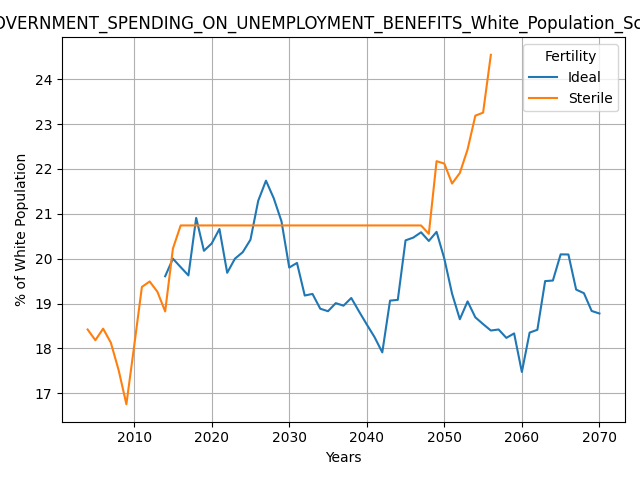 OVERNMENT_SPENDING_ON_UNEMPLOYMENT_BENEFITS_White_Population_So
Fertility
Ideal
Sterile
% of White Population
24
23
22
21
20
19
18
17
2010 2020 2030 2040 2050 2060 2070
Years